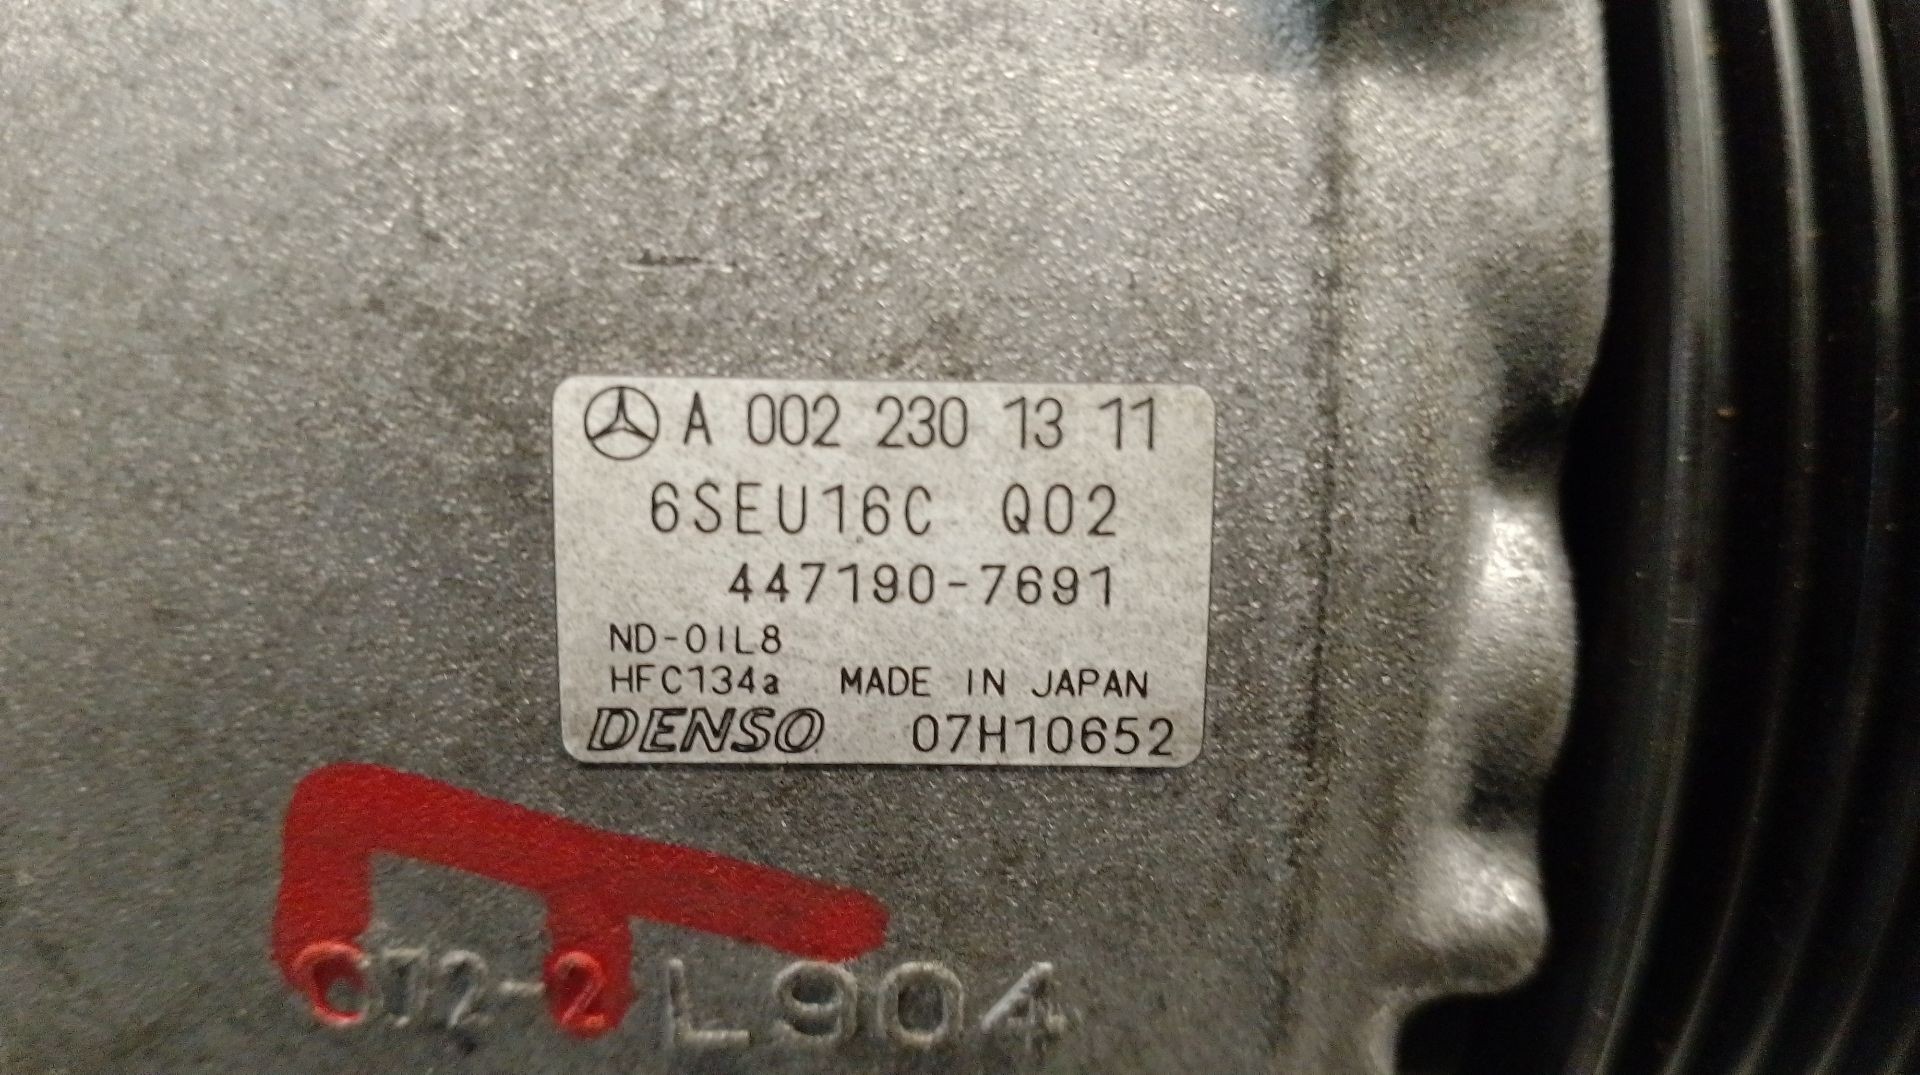 A 002 230 13 11
6SEU16C Q02
447190-7691
ND-OIL8
HFC134a MADE IN JAPAN
DENSO 07H10652
L904